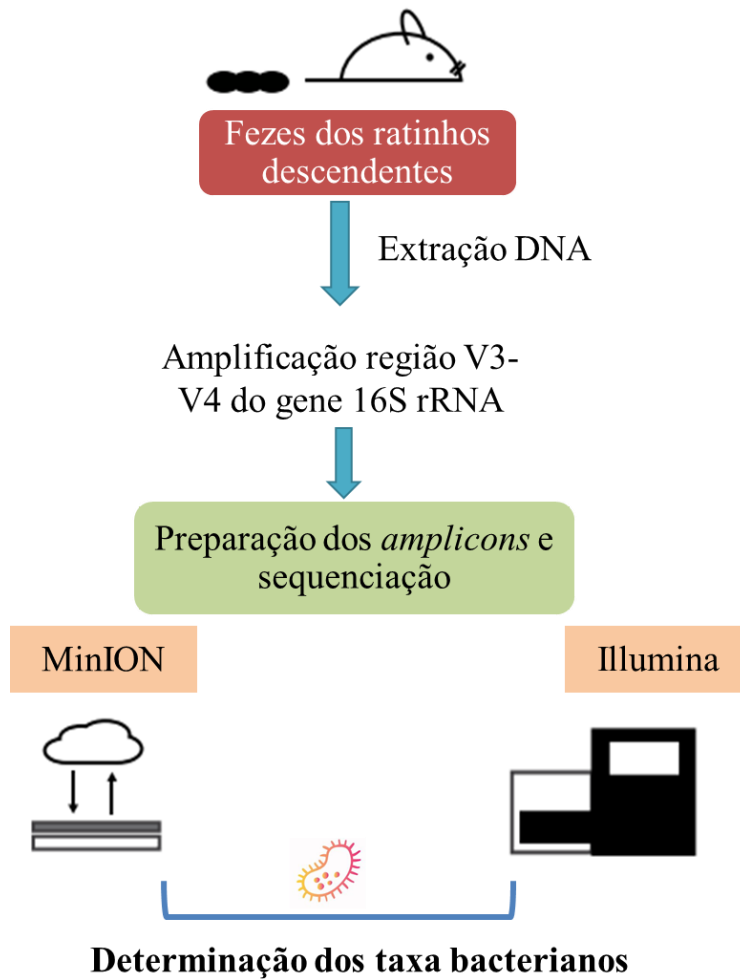 Fezes dos ratinhos
descendentes
Extração DNA
Amplificação região V3-
V4 do gene 16S rRNA
Preparação dos amplicons e
sequenciação
MinION
Illumina
Determinação dos taxa bacterianos